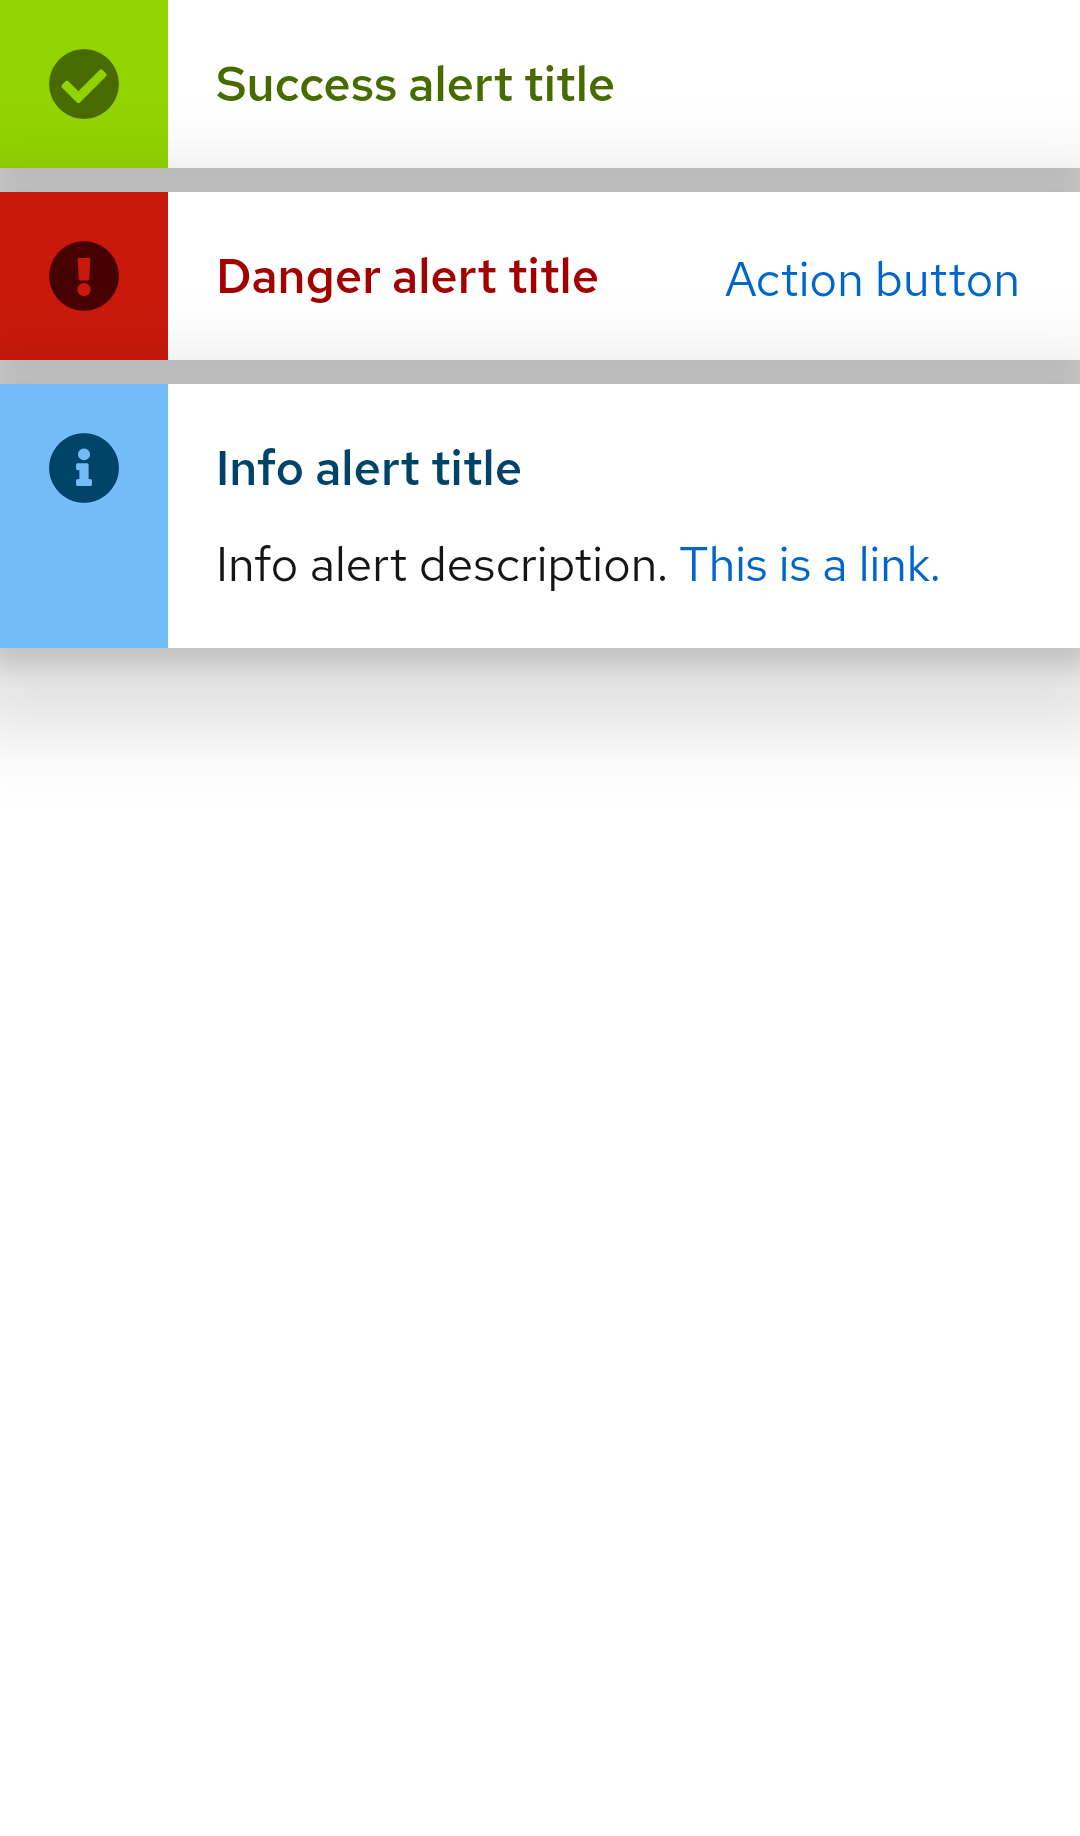 Success alert title
Danger alert title Action button
Info alert title
Info alert description. This is a link.